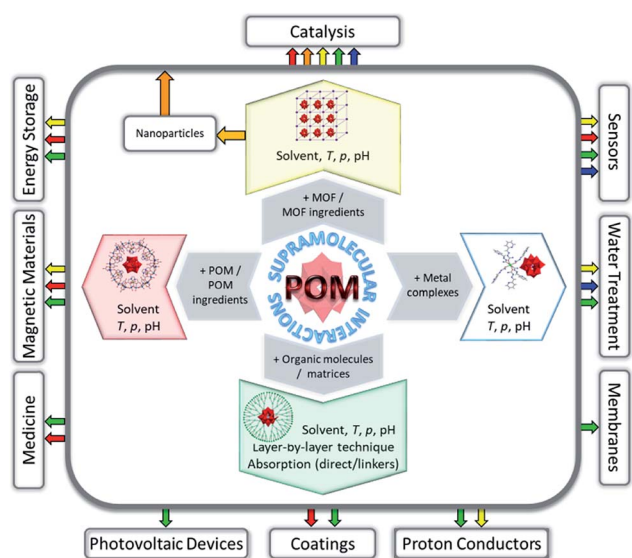 Catalysis
Energy Storage
Nanoparticles
Solvent, T, p, pH
Sensors
+ MOF /
MOF ingredients
Magnetic Materials
Solvent
T, p, pH
+ POM /
POM
ingredients
SUPRAMOLECULAR
INTERACTIONS
POM
+ Metal
complexes
Solvent
T, p, pH
Water Treatment
+ Organic molecules
/ matrices
Medicine
Solvent, T, p, pH
Layer-by-layer technique
Absorption (direct/linkers)
Membranes
Photovoltaic Devices
Coatings
Proton Conductors